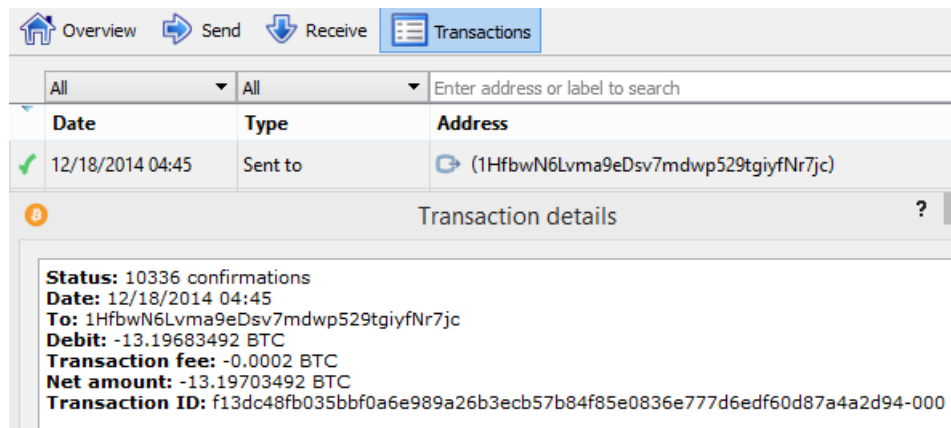 Overview Send Receive Transactions
All All Enter address or label to search
Date Type Address
12/18/2014 04:45 Sent to (1HfbwN6Lvma9eDsv7mdwp529tgiyfNr7jc)
Transaction details ?
Status: 10336 confirmations
Date: 12/18/2014 04:45
To: 1HfbwN6Lvma9eDsv7mdwp529tgiyfNr7jc
Debit: -13.19683492 BTC
Transaction fee: -0.0002 BTC
Net amount: -13.19703492 BTC
Transaction ID: f13dc48fb035bbf0a6e989a26b3ecb57b84f85e0836e777d6edf60d87a4a2d94-000